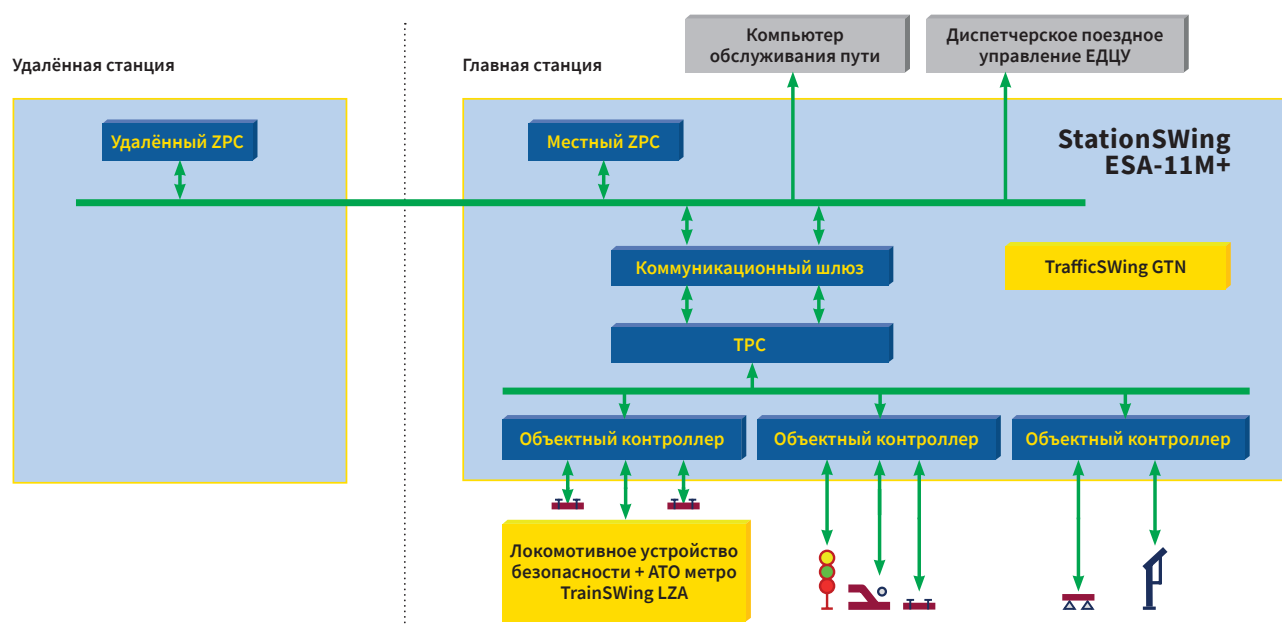 Компьютер
обслуживания пути
Диспетчерское поездное
управление ЕДЦУ
Удалённая станция
Главная станция
Удалённый ZPC
Местный ZPC
StationSWing
ESA-11M+
Коммуникационный шлюз
TrafficSWing GTN
TPC
Объектный контроллер
Объектный контроллер
Объектный контроллер
Локомотивное устройство
безопасности + АТО метро
TrainSWing LZA